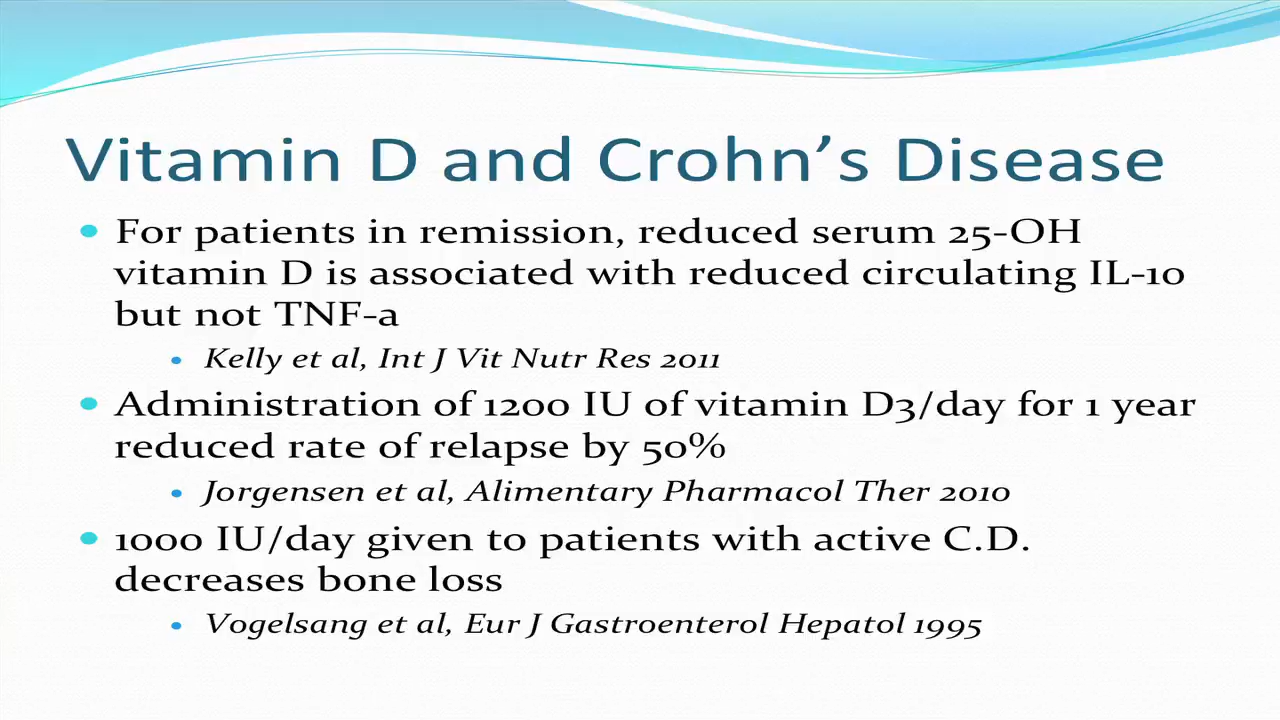 Vitamin D and Crohn’s Disease
• For patients in remission, reduced serum 25-OH
vitamin D is associated with reduced circulating IL-10
but not TNF-a
• Kelly et al, Int J Vit Nutr Res 2011
• Administration of 1200 IU of vitamin D3/day for 1 year
reduced rate of relapse by 50%
• Jorgensen et al, Alimentary Pharmacol Ther 2010
• 1000 IU/day given to patients with active C.D.
decreases bone loss
• Vogelsang et al, Eur J Gastroenterol Hepatol 1995